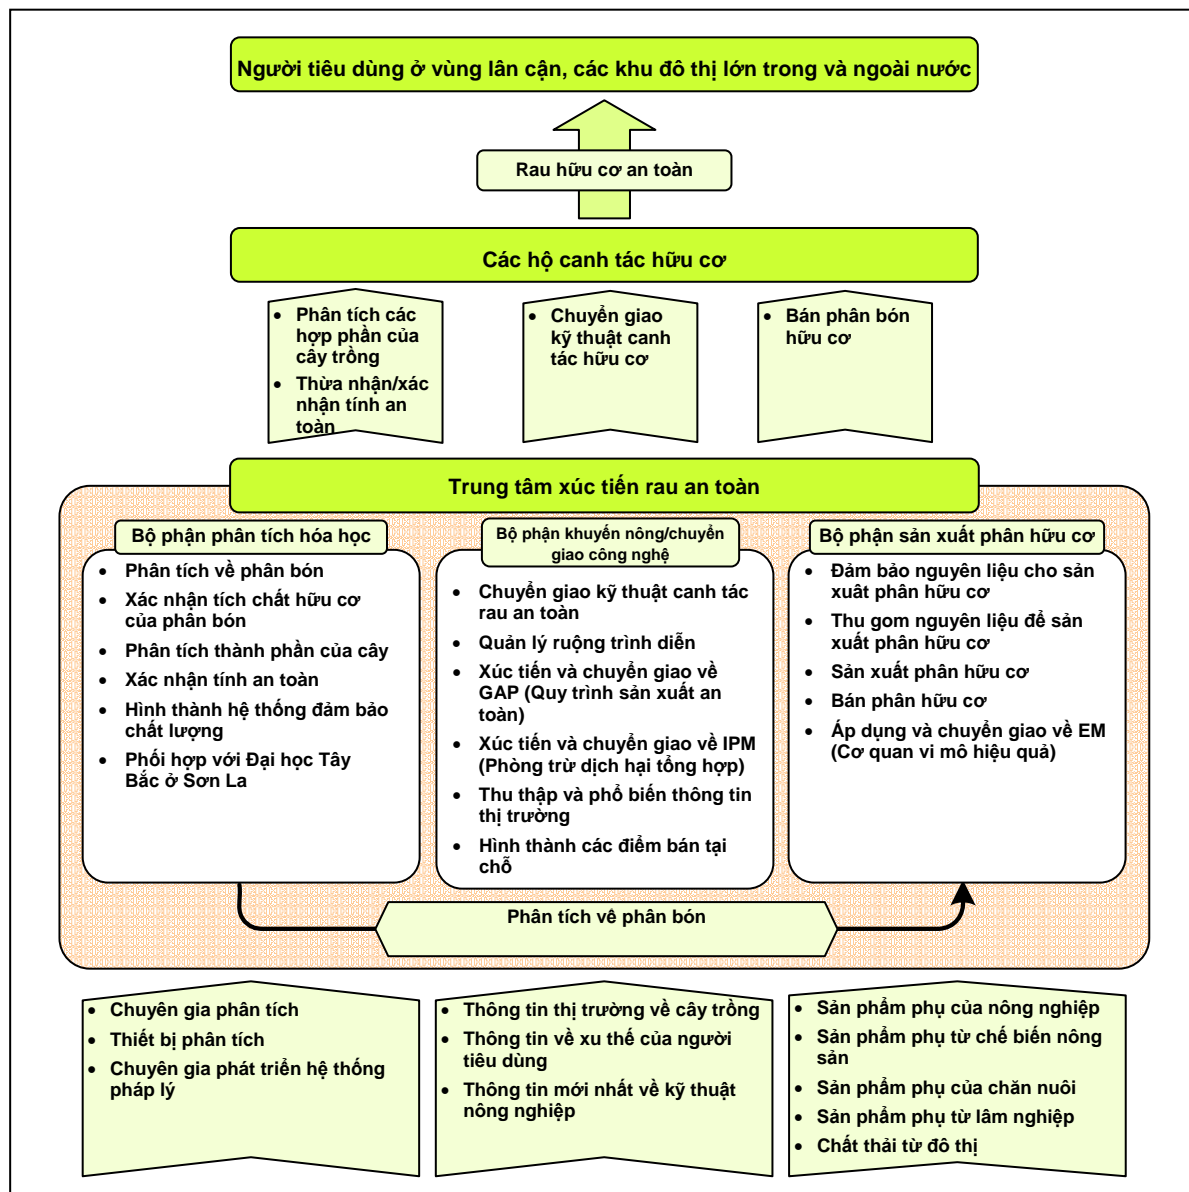 Người tiêu dùng ở vùng lân cận, các khu đô thị lớn trong và ngoài nước
Rau hữu cơ an toàn
Các hộ canh tác hữu cơ
• Phân tích các
hợp phần của
cây trồng
• Thừa nhận/xác
nhận tính an
toàn
• Chuyển giao
kỹ thuật canh
tác hữu cơ
• Bán phân bón
hữu cơ
Trung tâm xúc tiến rau an toàn
Bộ phận phân tích hóa học
• Phân tích về phân bón
• Xác nhận tích chất hữu cơ
của phân bón
• Phân tích thành phần của cây
• Xác nhận tính an toàn
• Hình thành hệ thống đảm bảo
chất lượng
• Phối hợp với Đại học Tây
Bắc ở Sơn La
Bộ phận khuyến nông/chuyển
giao công nghệ
• Chuyển giao kỹ thuật canh tác
rau an toàn
• Quản lý ruộng trình diễn
• Xúc tiến và chuyển giao về
GAP (Quy trình sản xuất an
toàn)
• Xúc tiến và chuyển giao về IPM
(Phòng trừ dịch hại tổng hợp)
• Thu thập và phổ biến thông tin
thị trường
• Hình thành các điểm bán tại
chỗ
Bộ phận sản xuất phân hữu cơ
• Đảm bảo nguyên liệu cho sản
xuât phân hữu cơ
• Thu gom nguyên liệu để sản
xuất phân hữu cơ
• Sản xuất phân hữu cơ
• Bán phân hữu cơ
• Áp dụng và chuyển giao về EM
(Cơ quan vi mô hiệu quả)
Phân tích về phân bón
• Chuyên gia phân tích
• Thiết bị phân tích
• Chuyên gia phát triển hệ thống
pháp lý
• Thông tin thị trường về cây trồng
• Thông tin về xu thế của người
tiêu dùng
• Thông tin mới nhất về kỹ thuật
nông nghiệp
• Sản phẩm phụ của nông nghiệp
• Sản phẩm phụ từ chế biến nông
sản
• Sản phẩm phụ của chăn nuôi
• Sản phẩm phụ từ lâm nghiệp
• Chất thải từ đô thị